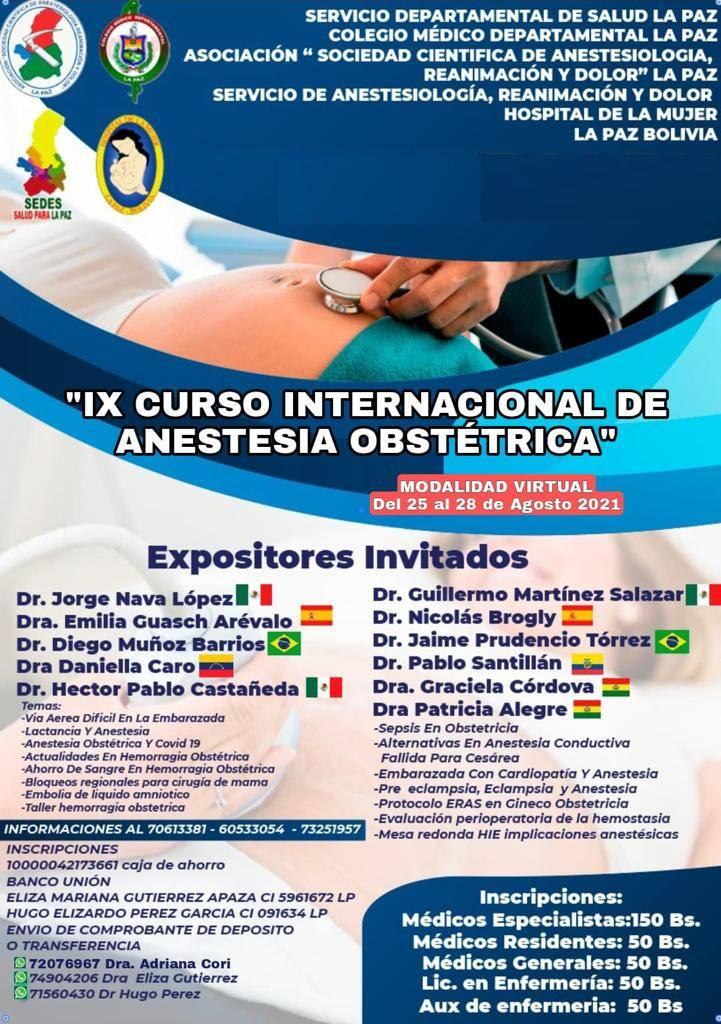 SERVICIO DEPARTAMENTAL DE SALUD LA PAZ
COLEGIO MÉDICO DEPARTAMENTAL LA PAZ
ASOCIACIÓN “ SOCIEDAD CIENTIFICA DE ANESTESIOLOGIA,
REANIMACIÓN Y DOLOR” LA PAZ
SERVICIO DE ANESTESIOLOGÍA, REANIMACIÓN Y DOLOR
HOSPITAL DE LA MUJER
LA PAZ BOLIVIA
LA PAZ
LA PAZ
SEDES
SALUD PARA LA PAZ
"IX CURSO INTERNACIONAL DE
ANESTESIA OBSTÉTRICA"
MODALIDAD VIRTUAL
Del 25 al 28 de Agosto 2021
Expositores Invitados
Dr. Jorge Nava López
Dra. Emilia Guasch Arévalo
Dr. Diego Muñoz Barrios
Dra Daniella Caro
Dr. Hector Pablo Castañeda
Temas:
-Via Aerea Dificil En La Embarazada
-Lactancia Y Anestesia
-Anestesia Obstétrica Y Covid 19
-Actualidades En Hemorragia Obstétrica
-Ahorro De Sangre En Hemorragia Obstétrica
-Bloqueos regionales para cirugía de mama
-Embolia de liquido amniotico
-Taller hemorragia obstetrica
Dr. Guillermo Martínez Salazar
Dr. Nicolás Brogly
Dr. Jaime Prudencio Tórrez
Dr. Pablo Santillán
Dra. Graciela Córdova
Dra Patricia Alegre
-Sepsis En Obstetricia
-Alternativas En Anestesia Conductiva
Fallida Para Cesárea
-Embarazada Con Cardiopatía Y Anestesia
-Pre eclampsia, Eclampsia y Anestesia
-Protocolo ERAS en Gineco Obstetricia
-Evaluación perioperatoria de la hemostasia
-Mesa redonda HIE implicaciones anestésicas
INFORMACIONES AL 70613381 - 60533054 - 73251957
INSCRIPCIONES
10000042173661 caja de ahorro
BANCO UNIÓN
ELIZA MARIANA GUTIERREZ APAZA CI 5961672 LP
HUGO ELIZARDO PEREZ GARCIA CI 091634 LP
ENVIO DE COMPROBANTE DE DEPOSITO
O TRANSFERENCIA
72076967 Dra. Adriana Cori
74904206 Dra Eliza Gutierrez
71560430 Dr Hugo Perez
Inscripciones:
Médicos Especialistas:150 Bs.
Médicos Residentes: 50 Bs.
Médicos Generales: 50 Bs.
Lic. en Enfermería: 50 Bs.
Aux de enfermeria: 50 Bs